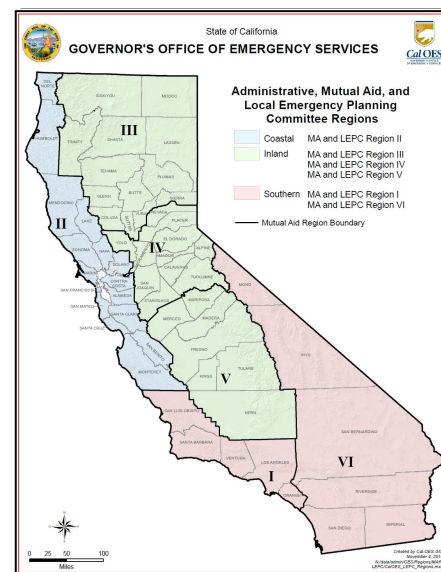 State of California
GOVERNOR'S OFFICE OF EMERGENCY SERVICES
Cal OES
Administrative, Mutual Aid, and
Local Emergency Planning
Committee Regions
Coastal MA and LEPC Region II
Inland MA and LEPC Region III
MA and LEPC Region IV
MA and LEPC Region V
Southern MA and LEPC Region I
MA and LEPC Region VI
Mutual Aid Region Boundary
DEL NORTE
SISKIYOU
MODOC
HUMBOLDT
III
TRINITY
SHASTA
LASSEN
TEHAMA
PLUMAS
MENDOCINO
GLENN
BUTTE
SIERRA
II
LAKE
COLUSA
NEVADA
PLACER
SONOMA
NAPA
YOLO
IV
EL DORADO
ALPINE
AMADOR
SOLANO
MARIN
CALAVERAS
CONTRA COSTA
SAN JOAQUIN
TUOLUMNE
SAN FRANCISCO
ALAMEDA
MONO
SAN MATEO
STANISLAUS
SANTA CLARA
MARIPOSA
SANTA CRUZ
MERCED
MADERA
SAN BENITO
FRESNO
INYO
MONTEREY
TULARE
KINGS
V
SAN LUIS OBISPO
KERN
SAN BERNARDINO
SANTA BARBARA
VENTURA
LOS ANGELES
VI
I
ORANGE
RIVERSIDE
SAN DIEGO
IMPERIAL
0 25 50 100
Miles
Created by Cal OES GIS